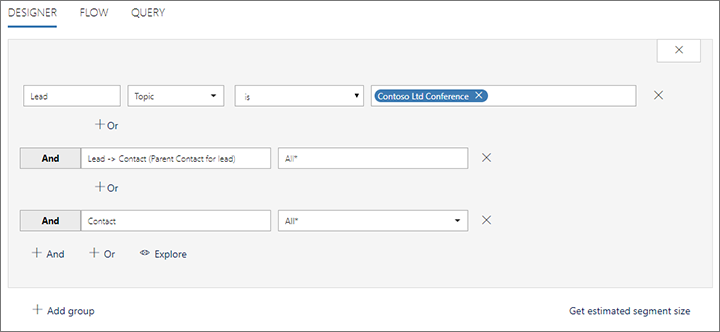 DESIGNER FLOW QUERY
Lead Topic is Contoso Ltd Conference
Or
And Lead -> Contact (Parent Contact for lead) All*
Or
And Contact All*
And Or Explore
Add group Get estimated segment size